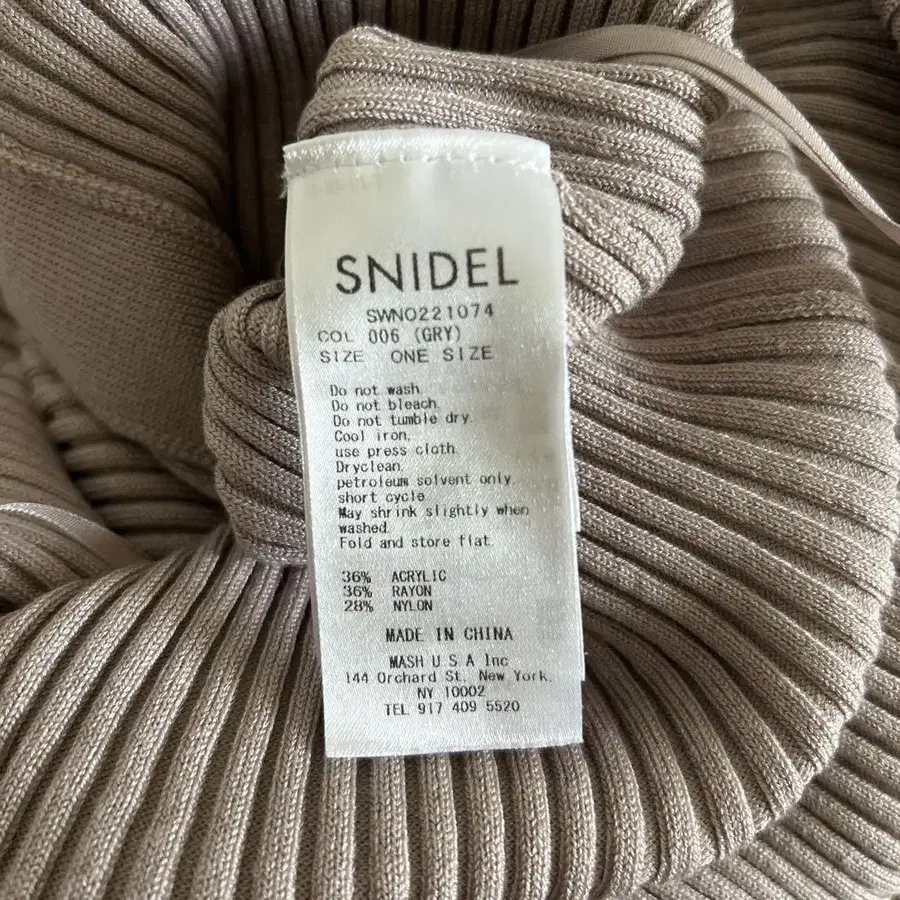 SNIDEL
SWNO221074
COL 006 (GRY)
SIZE ONE SIZE
Do not wash.
Do not bleach.
Do not tumble dry.
Cool iron,
use press cloth.
Dryclean,
petroleum solvent only.
short cycle
May shrink slightly when
washed.
Fold and store flat.
36% ACRYLIC
36% RAYON
28% NYLON
MADE IN CHINA
MASH U S A Inc
144 Orchard St, New York,
NY 10002
TEL 917 409 5520